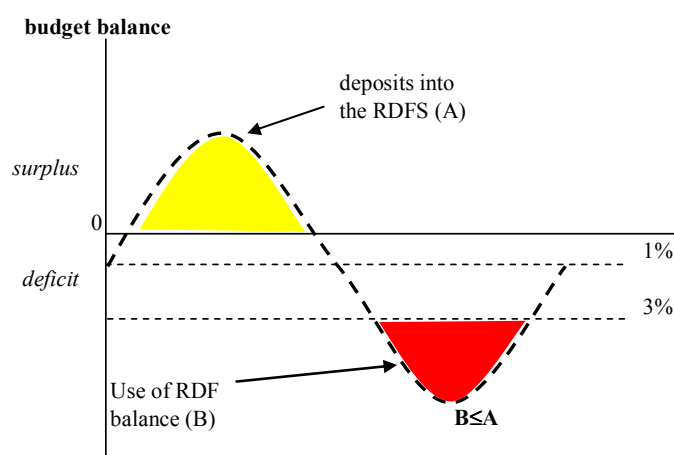 budget balance
deposits into
the RDFS (A)
surplus
0
1%
deficit
3%
Use of RDF
balance (B)
B≤A